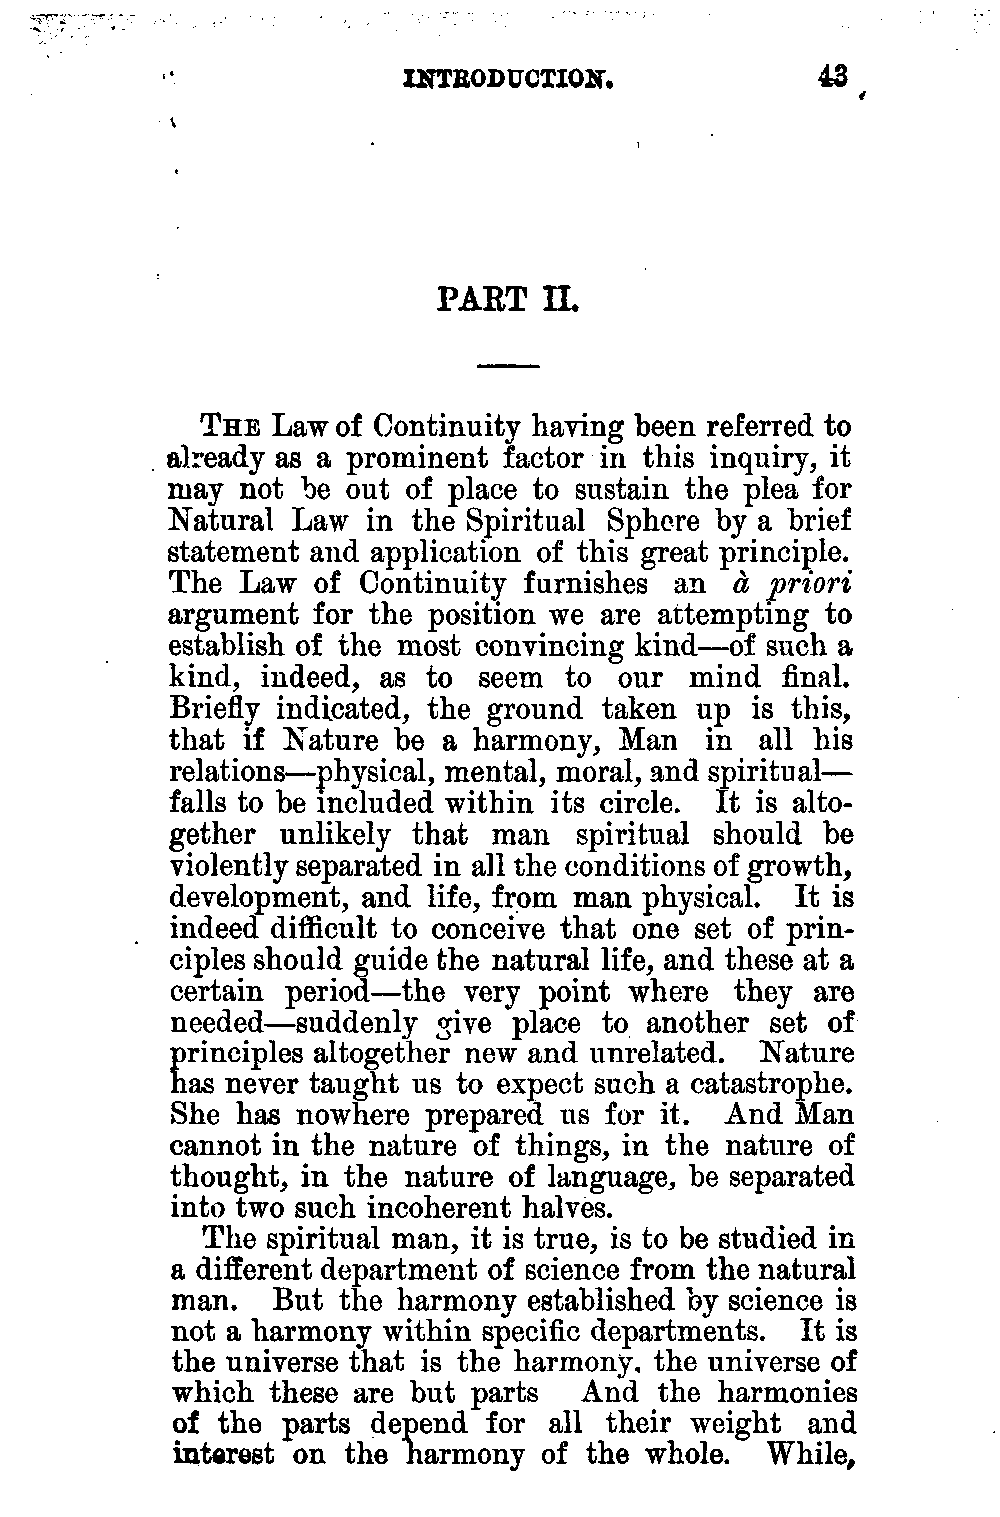 INTRODUCTION. 43
PART II.
THE Law of Continuity having been referred to
already as a prominent factor in this inquiry, it
may not be out of place to sustain the plea for
Natural Law in the Spiritual Sphere by a brief
statement and application of this great principle.
The Law of Continuity furnishes an à priori
argument for the position we are attempting to
establish of the most convincing kind—of such a
kind, indeed, as to seem to our mind final.
Briefly indicated, the ground taken up is this,
that if Nature be a harmony, Man in all his
relations—physical, mental, moral, and spiritual—
falls to be included within its circle. It is alto-
gether unlikely that man spiritual should be
violently separated in all the conditions of growth,
development, and life, from man physical. It is
indeed difficult to conceive that one set of prin-
ciples should guide the natural life, and these at a
certain period—the very point where they are
needed—suddenly give place to another set of
principles altogether new and unrelated. Nature
has never taught us to expect such a catastrophe.
She has nowhere prepared us for it. And Man
cannot in the nature of things, in the nature of
thought, in the nature of language, be separated
into two such incoherent halves.
The spiritual man, it is true, is to be studied in
a different department of science from the natural
man. But the harmony established by science is
not a harmony within specific departments. It is
the universe that is the harmony, the universe of
which these are but parts And the harmonies
of the parts depend for all their weight and
interest on the harmony of the whole. While,